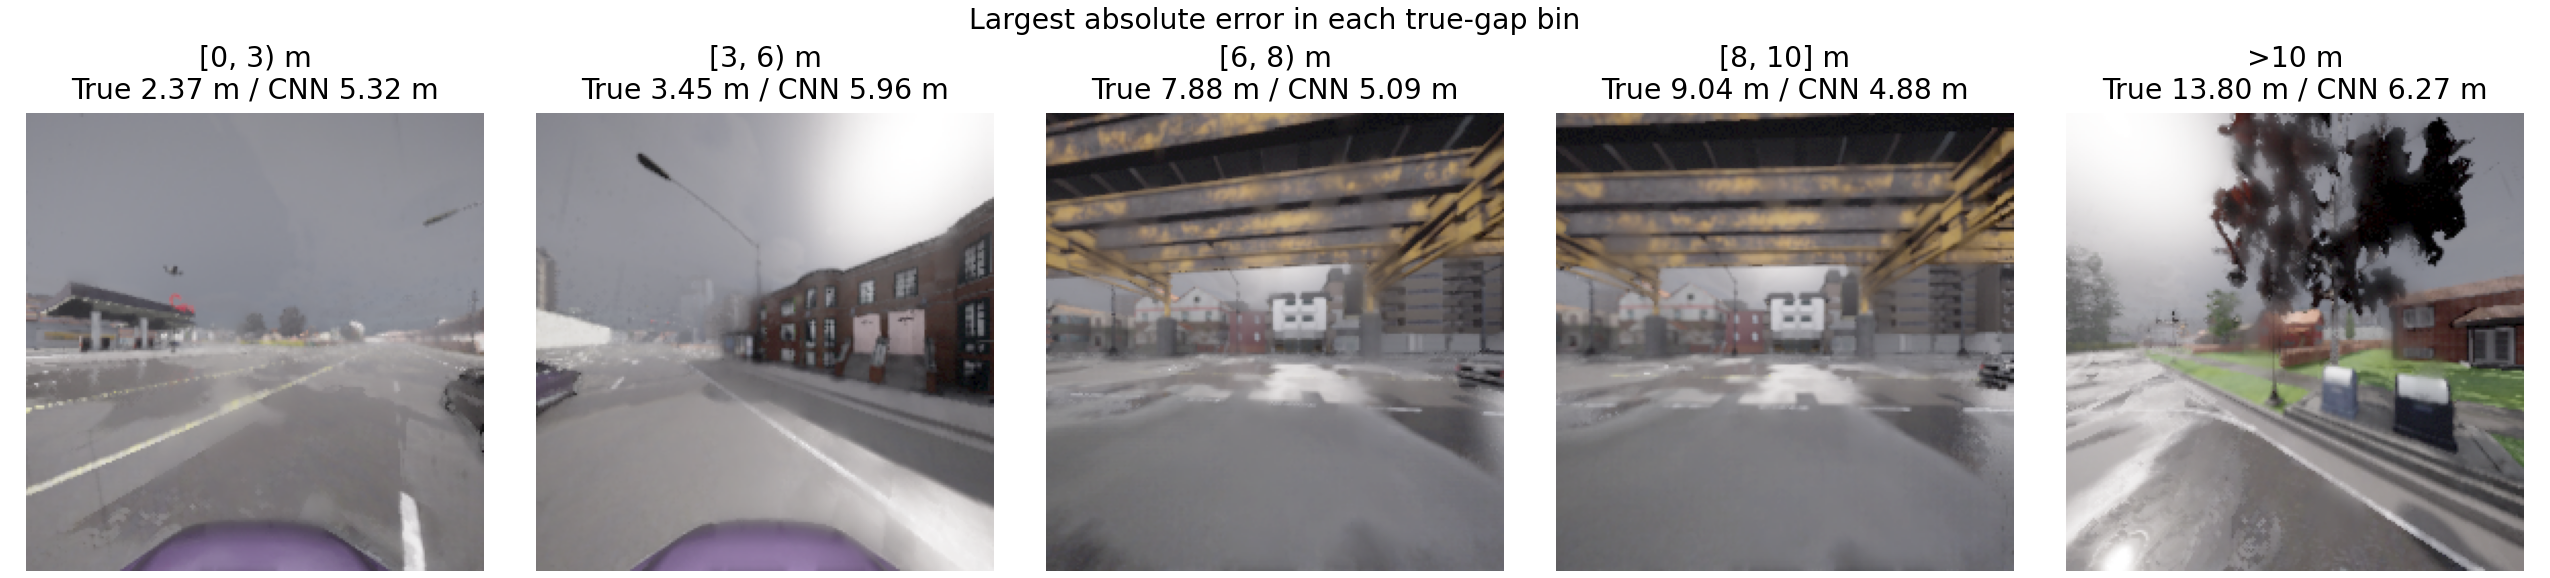 Largest absolute error in each true-gap bin
[0, 3) m
True 2.37 m / CNN 5.32 m
[3, 6) m
True 3.45 m / CNN 5.96 m
[6, 8) m
True 7.88 m / CNN 5.09 m
[8, 10] m
True 9.04 m / CNN 4.88 m
>10 m
True 13.80 m / CNN 6.27 m